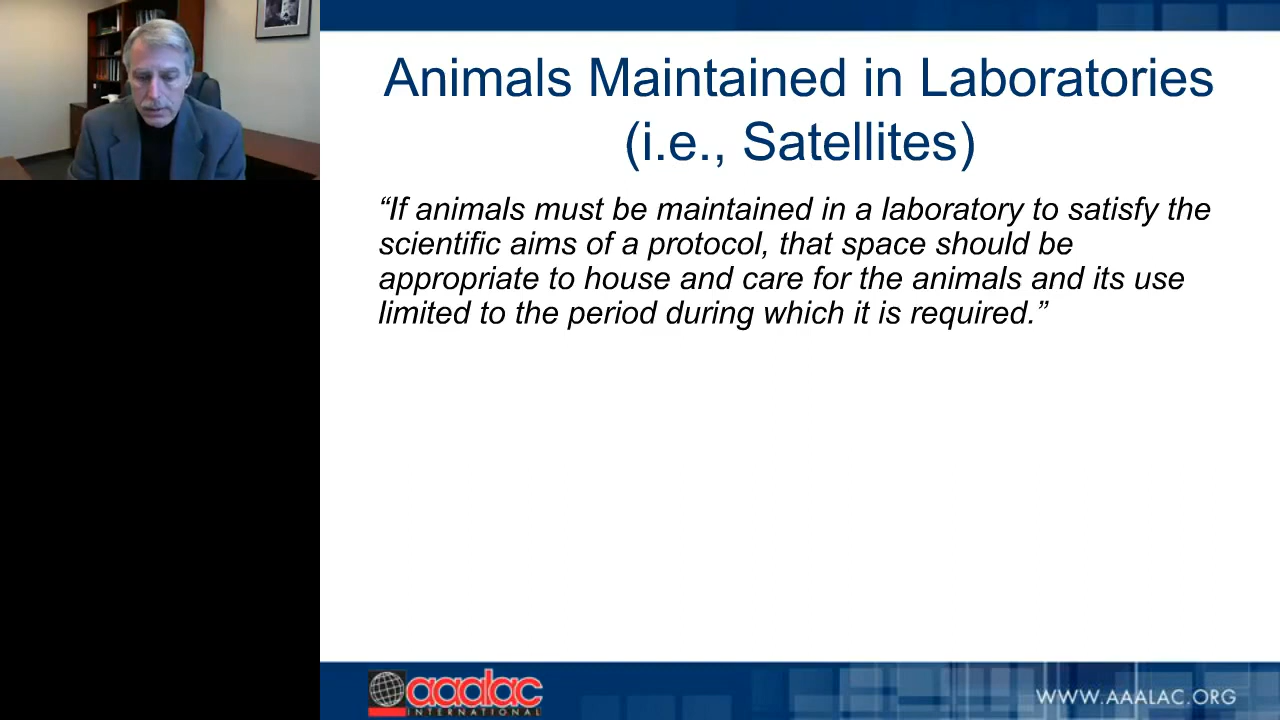 Animals Maintained in Laboratories
(i.e., Satellites)
“If animals must be maintained in a laboratory to satisfy the
scientific aims of a protocol, that space should be
appropriate to house and care for the animals and its use
limited to the period during which it is required.”
aaalac
INTERNATIONAL
WWW.AAALAC.ORG